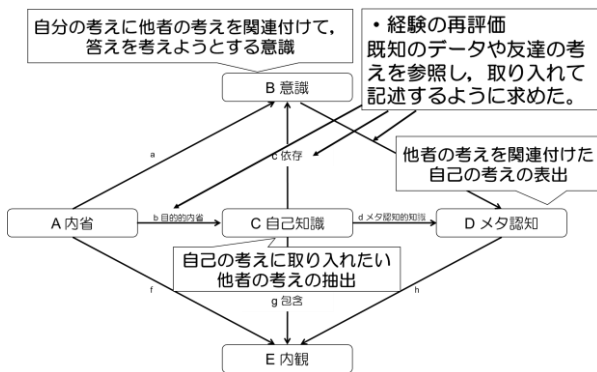 自分の考えに他者の考えを関連付けて，
答えを考えようとする意識
・経験の再評価
既知のデータや友達の考
えを参照し，取り入れて
記述するように求めた。
B 意識
a
c 依存
他者の考えを関連付けた
自己の考えの表出
A 内省
b 目的的内省
C 自己知識
d メタ認知的知識
D メタ認知
自己の考えに取り入れたい
他者の考えの抽出
f
g 包含
h
E 内観